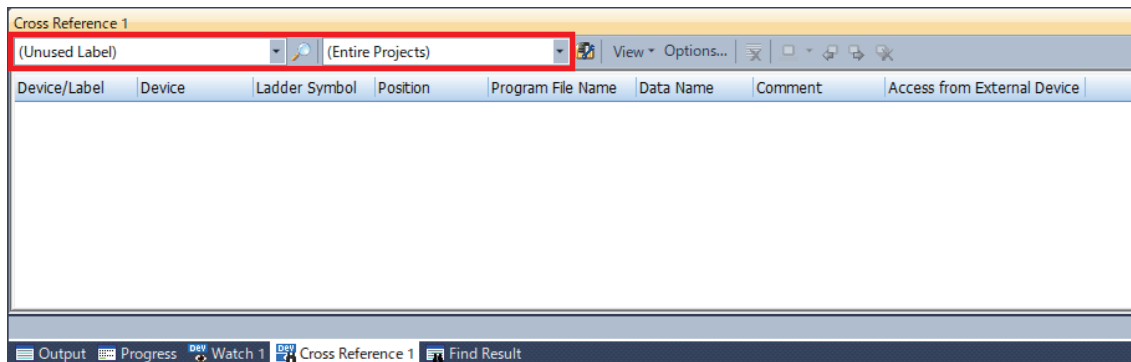 Cross Reference 1
(Unused Label) (Entire Projects) View Options...
Device/Label Device Ladder Symbol Position Program File Name Data Name Comment Access from External Device
Output Progress Watch 1 Cross Reference 1 Find Result